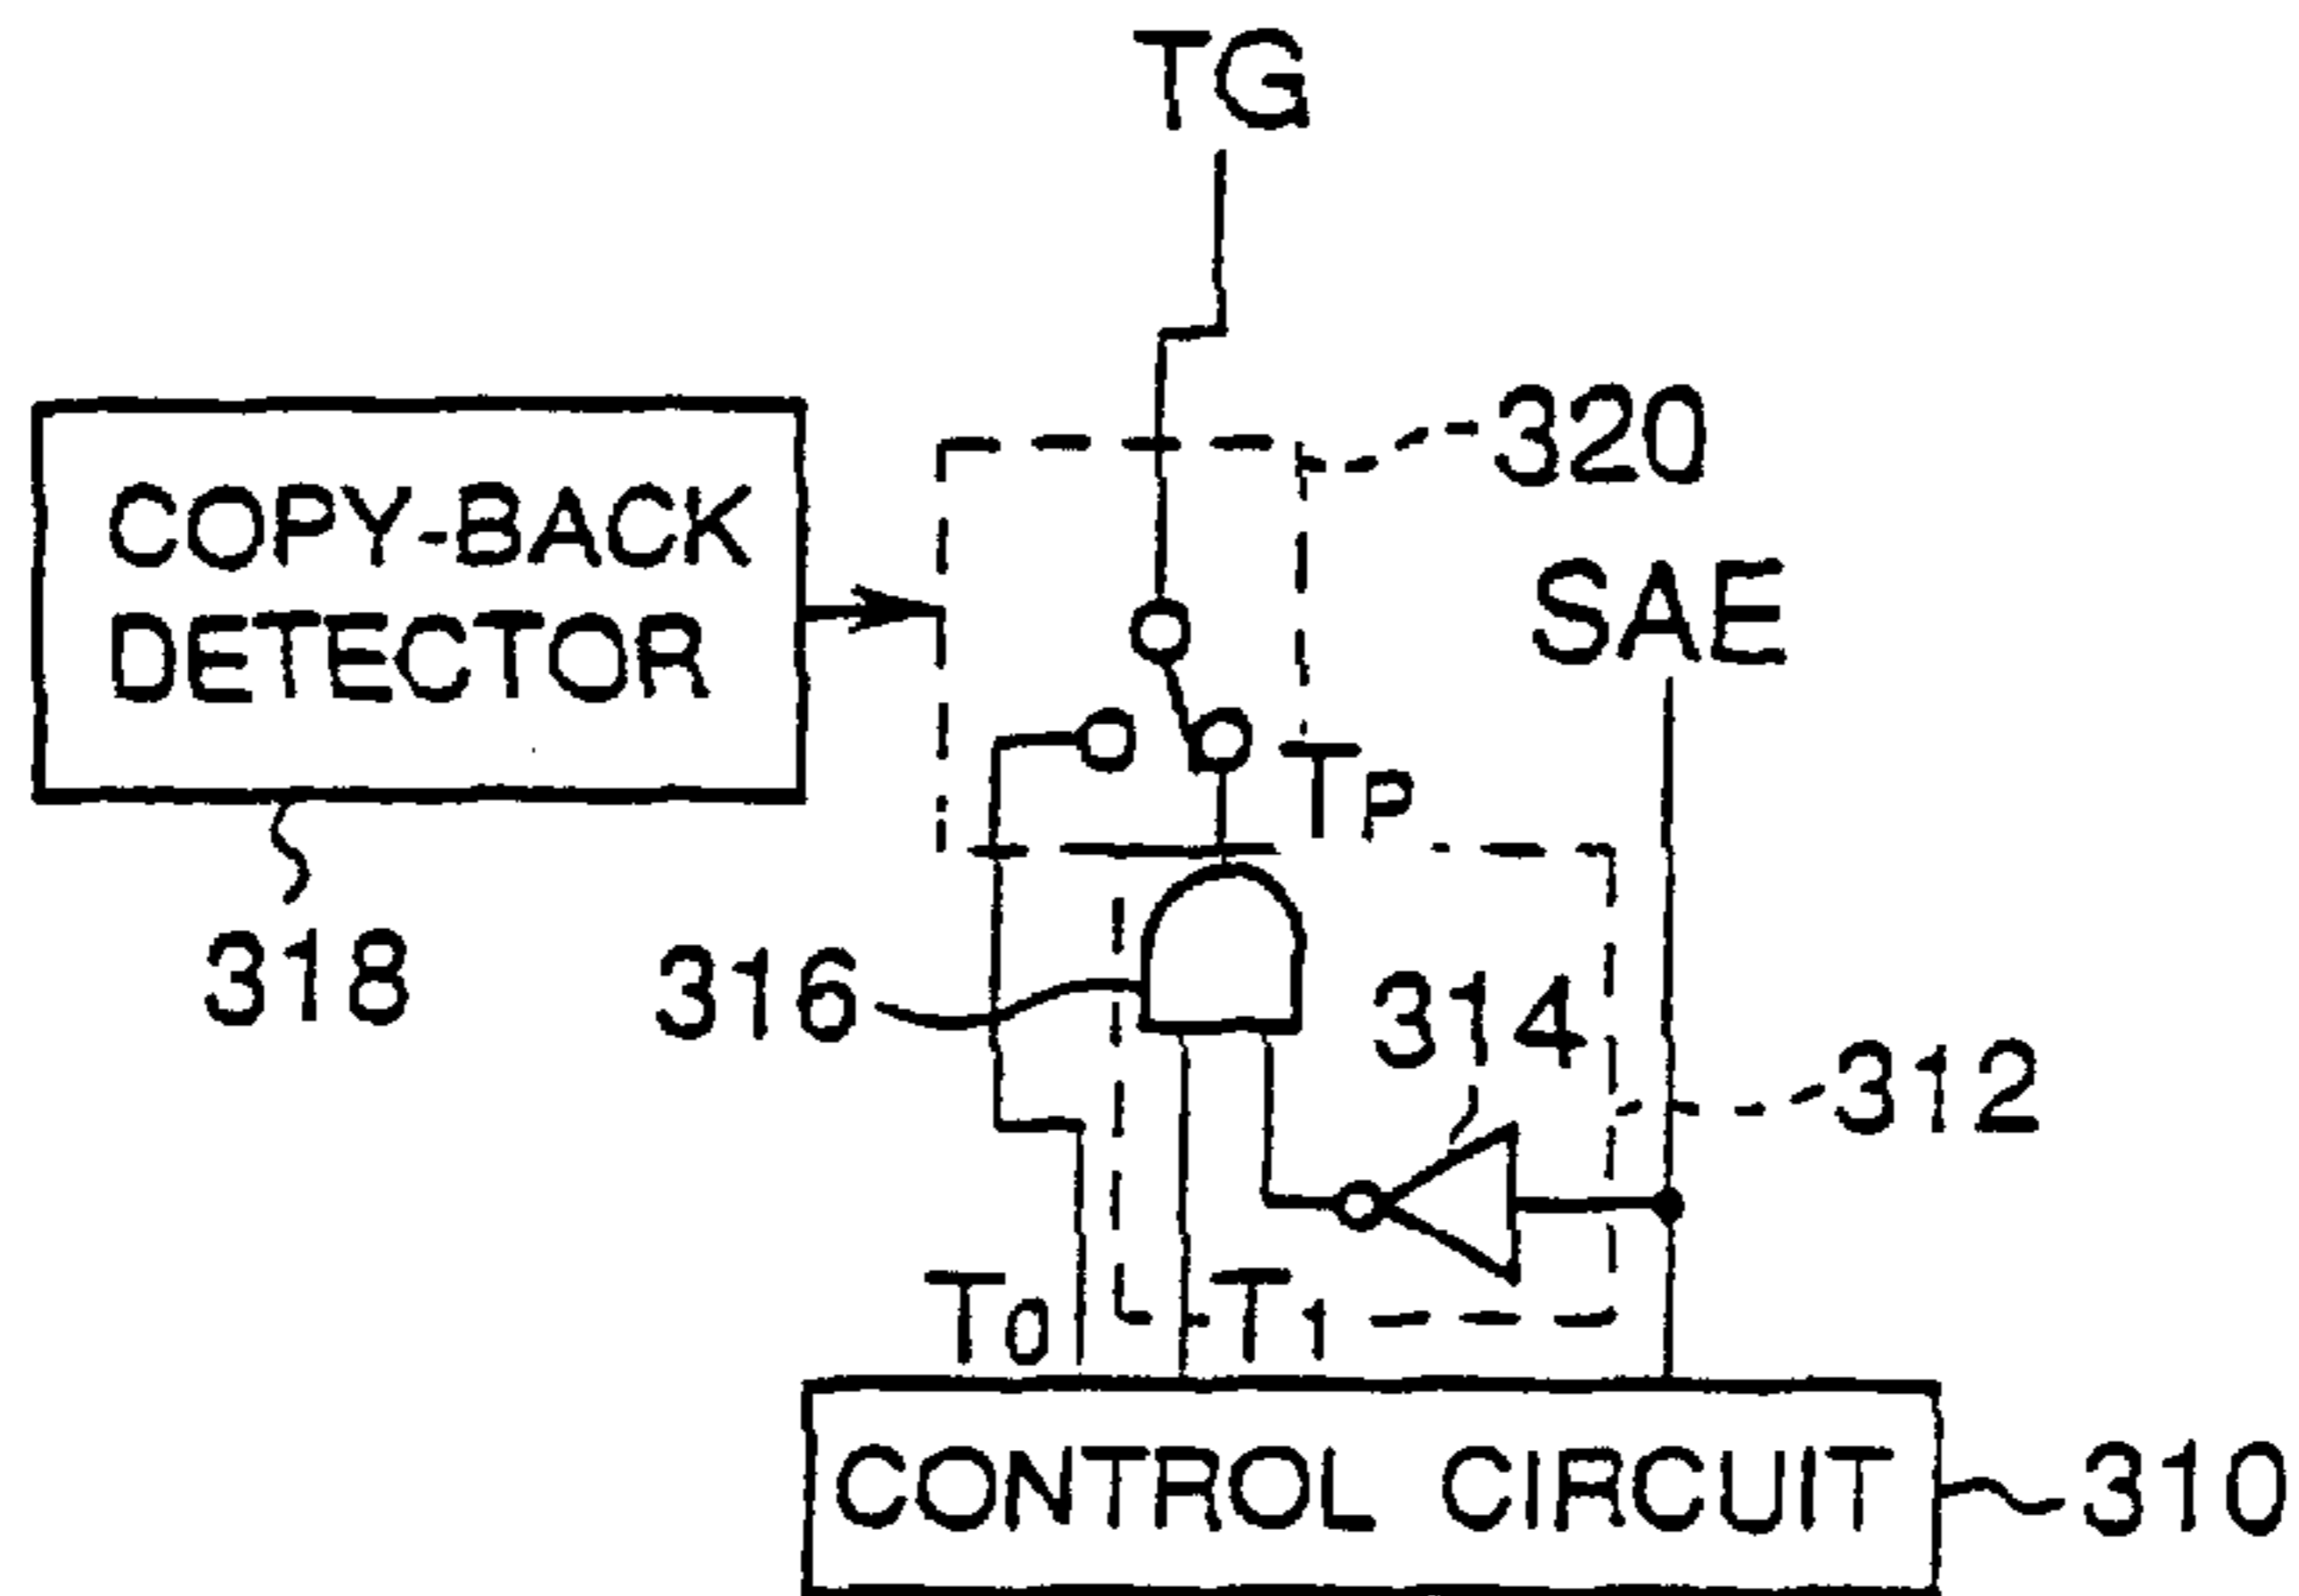 TG
320
COPY-BACK
DETECTOR
SAE
TP
318
316
314
312
T0
T1
CONTROL CIRCUIT
310